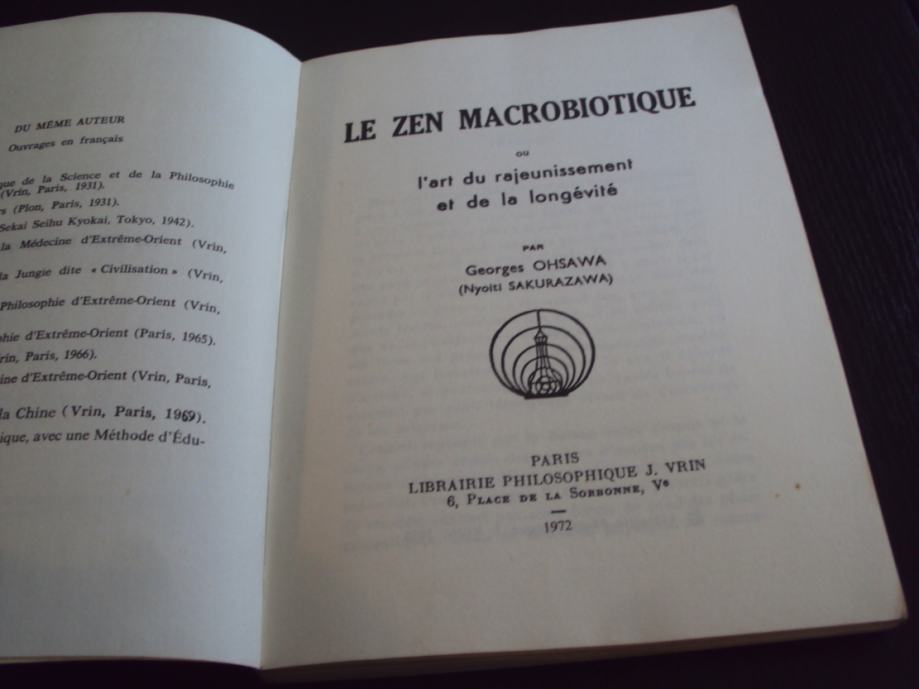 DU MÊME AUTEUR
Ouvrages en français
que de la Science et de la Philosophie
(Vrin, Paris, 1931).
rs (Plon, Paris, 1931).
Sekai Seihu Kyokai, Tokyo, 1942).
la Médecine d'Extrême-Orient (Vrin,
la Jungle dite « Civilisation » (Vrin,
Philosophie d'Extrême-Orient (Vrin,
phie d'Extrême-Orient (Paris, 1965).
rin, Paris, 1966).
ine d'Extrême-Orient (Vrin, Paris,
la Chine (Vrin, Paris, 1969).
ique, avec une Méthode d'Édu-
LE ZEN MACROBIOTIQUE
ou
l'art du rajeunissement
et de la longévité
PAR
Georges OHSAWA
(Nyoiti SAKURAZAWA)
PARIS
LIBRAIRIE PHILOSOPHIQUE J. VRIN
6, PLACE DE LA SORBONNE, Vᵉ
1972